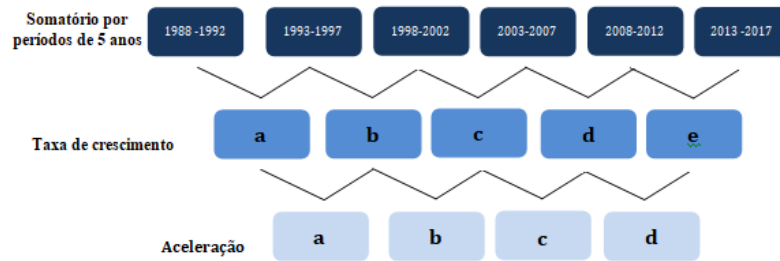 Somatório por
períodos de 5 anos
1988 -1992
1993-1997
1998-2002
2003-2007
2008-2012
2013 -2017
Taxa de crescimento
a
b
c
d
e
Aceleração
a
b
c
d